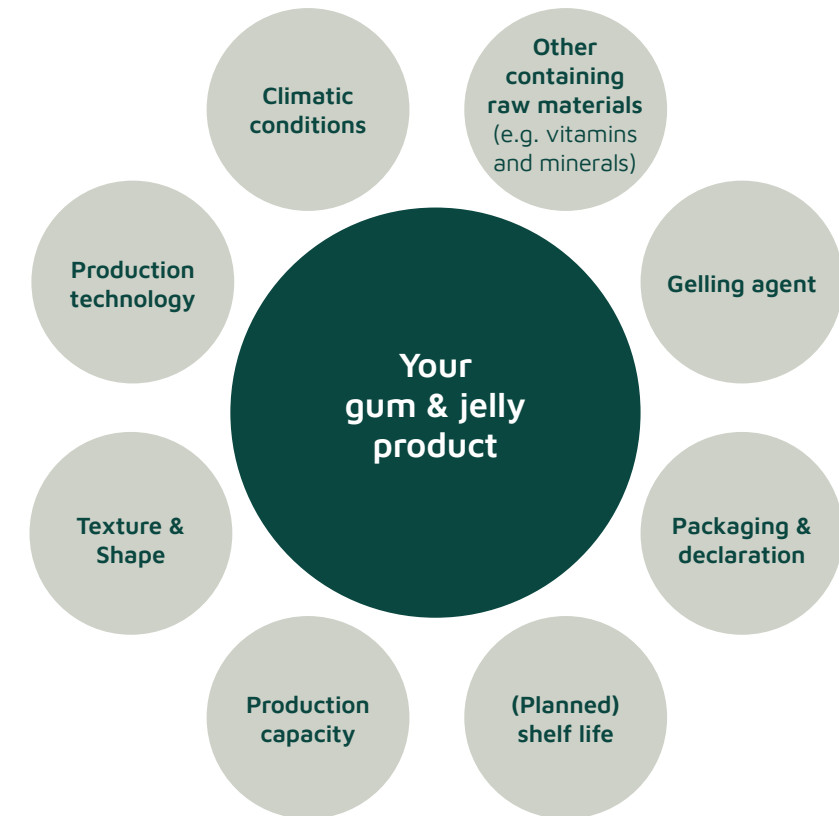 Climatic
conditions
Other
containing
raw materials
(e.g. vitamins
and minerals)
Production
technology
Gelling agent
Your
gum & jelly
product
Texture &
Shape
Packaging &
declaration
Production
capacity
(Planned)
shelf life